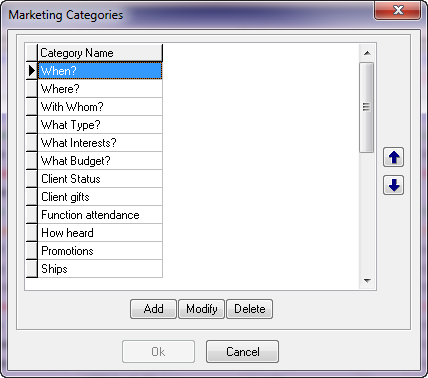 Marketing Categories
Category Name
When?
Where?
With Whom?
What Type?
What Interests?
What Budget?
Client Status
Client gifts
Function attendance
How heard
Promotions
Ships
Add Modify Delete
Ok Cancel